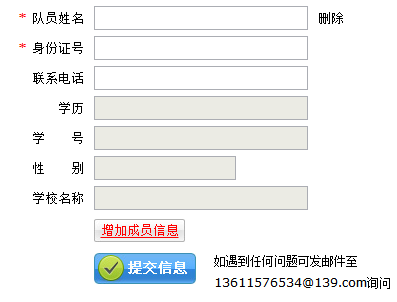 * 队员姓名 删除
* 身份证号
联系电话
学历
学 号
性 别
学校名称
增加成员信息
提交信息 如遇到任何问题可发邮件至
13611576534@139.com询问